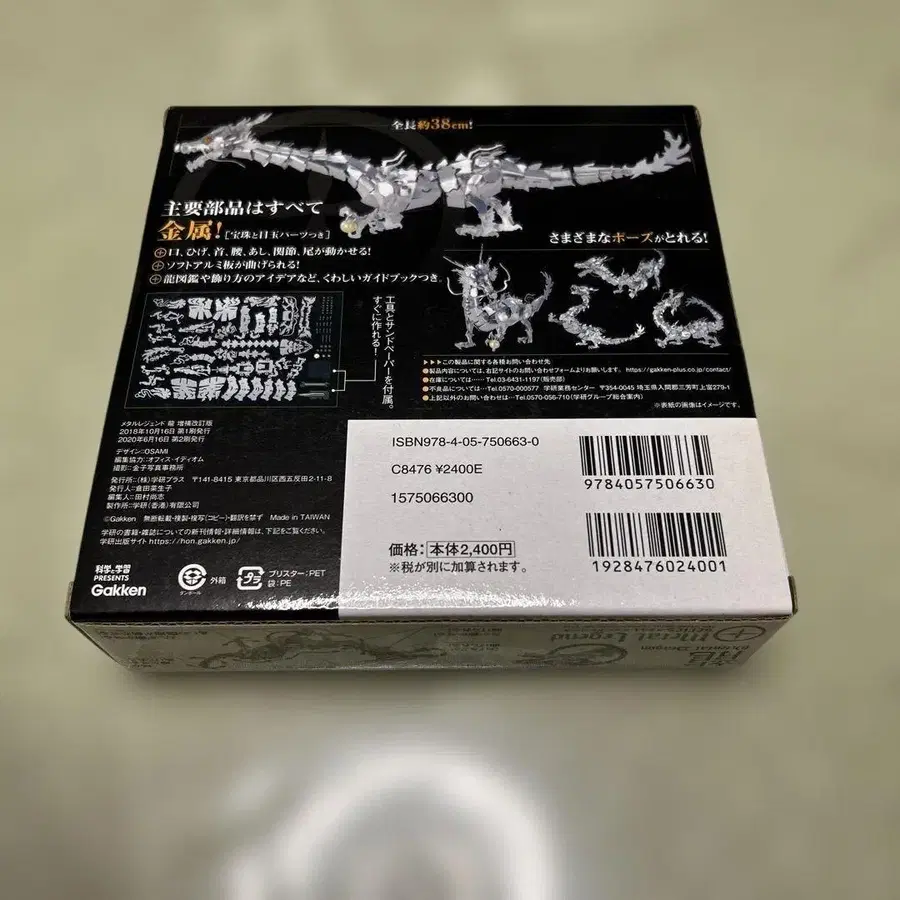 全長約38cm!
主要部品はすべて
金属! [宝珠と目玉パーツつき]
口、ひげ、首、腰、あし、関節、尾が動かせる!
ソフトアルミ板が曲げられる!
龍図鑑や飾り方のアイデアなど、くわしいガイドブックつき。
さまざまなポーズがとれる!
工具とサンドペーパーを付属。
すぐに作れる!
▶▶▶この製品に関する各種お問い合わせ先
●製品内容については、右記サイトのお問い合わせフォームよりお願いします。 https://gakken-plus.co.jp/contact/
●在庫については…Tel.03-6431-1197(販売部)
●不良品については…Tel.0570-000577 学研業務センター 〒354-0045 埼玉県入間郡三芳町上富279-1
●上記以外のお問い合わせは…Tel.0570-056-710(学研グループ総合案内)
※表紙の画像はイメージです。
メタルレジェンド 龍 増補改訂版
2018年10月16日 第1刷発行
2020年6月16日 第2刷発行
デザイン:OSAMI
編集協力:オフィス・イディオム
撮影:金子写真事務所
発行所:(株)学研プラス 〒141-8415 東京都品川区西五反田2-11-8
発行人:倉田菜生子
編集人:田村尚志
製作所:学研(香港)有限公司
©Gakken 無断転載・複製・複写(コピー)・翻訳を禁ず Made in TAIWAN
学研の書籍・雑誌についての新刊情報・詳細情報は、下記をご覧ください。
学研出版サイト https://hon.gakken.jp/
科学と学習
PRESENTS
Gakken
ダンボール
外箱
プラ
ブリスター:PET
袋:PE
ISBN978-4-05-750663-0
C8476 ¥2400E
1575066300
価格: 本体2,400円
※税が別に加算されます。
9784057506630
1928476024001
Metal Legend
龍